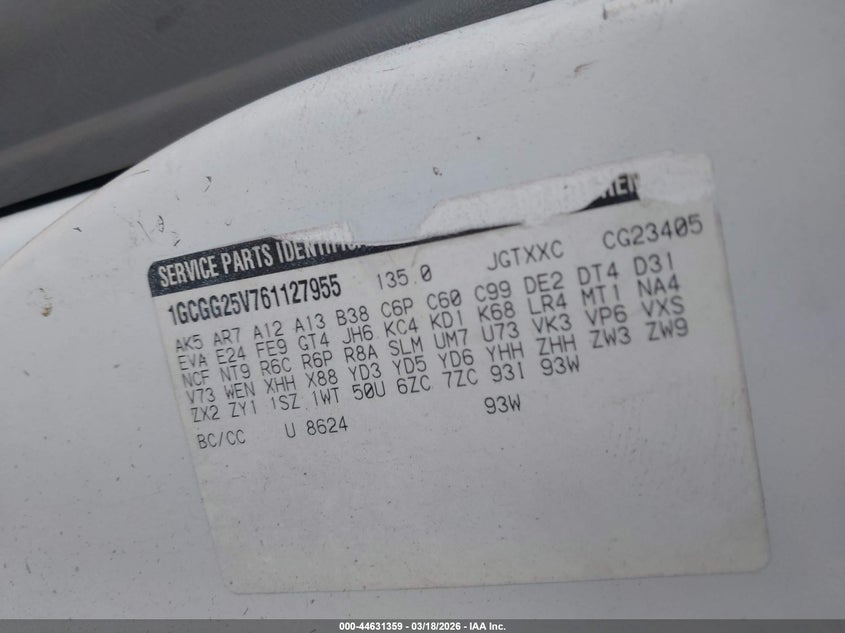 SERVICE PARTS IDENTIFI
1GCGG25V761127955 135.0 JGTXXC CG23405
AK5 AR7 A12 A13 B38 C6P C60 C99 DE2 DT4 D31
EVA E24 FE9 GT4 JH6 KC4 KD1 K68 LR4 MT1 NA4
NCF NT9 R6C R6P R8A SLM UM7 U73 VK3 VP6 VXS
V73 WEN XHH X88 YD3 YD5 YD6 YHH ZHH ZW3 ZW9
ZX2 ZY1 1SZ 1WT 50U 6ZC 7ZC 93I 93W
BC/CC U 8624 93W
000-44631359 - 03/18/2026 - IAA Inc.